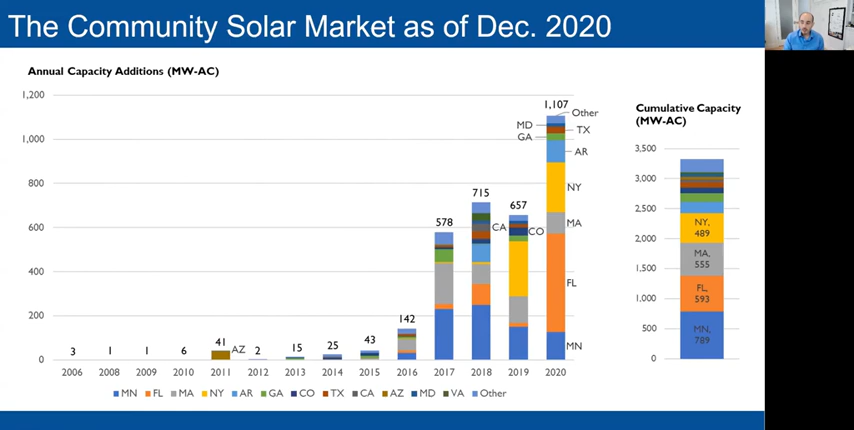 The Community Solar Market as of Dec. 2020
Annual Capacity Additions (MW-AC)
1,200
1,000
800
600
400
200
0
3
1
1
6
41
AZ
2
15
25
43
142
578
715
CA
657
CO
1,107
Other
MD
TX
GA
AR
NY
MA
FL
MN
2006
2008
2009
2010
2011
2012
2013
2014
2015
2016
2017
2018
2019
2020
MN FL MA NY AR GA CO TX CA AZ MD VA Other
Cumulative Capacity
(MW-AC)
3,500
3,000
2,500
2,000
1,500
1,000
500
0
NY,
489
MA,
555
FL,
593
MN,
789